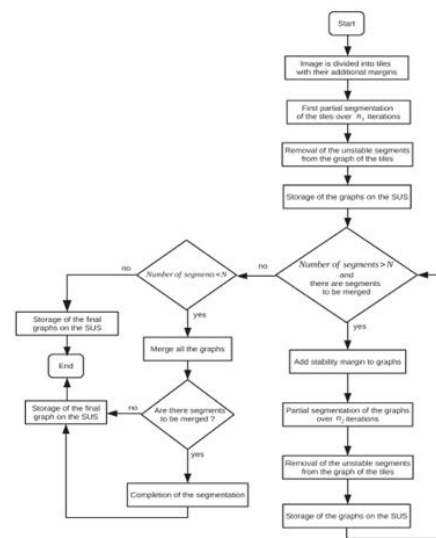 Start
Image is divided into tiles
with their additional margins
First partial segmentation
of the tiles over n₁ iterations
Removal of the unstable segments
from the graph of the tiles
Storage of the graphs on the SUS
Number of segments > N
and
there are segments
to be merged
no
Number of segments < N
no
Storage of the final
graphs on the SUS
End
yes
Merge all the graphs
Are there segments
to be merged ?
no
Storage of the final
graph on the SUS
yes
Completion of the segmentation
yes
Add stability margin to graphs
Partial segmentation of the graphs
over n₂ iterations
Removal of the unstable segments
from the graph of the tiles
Storage of the graphs on the SUS